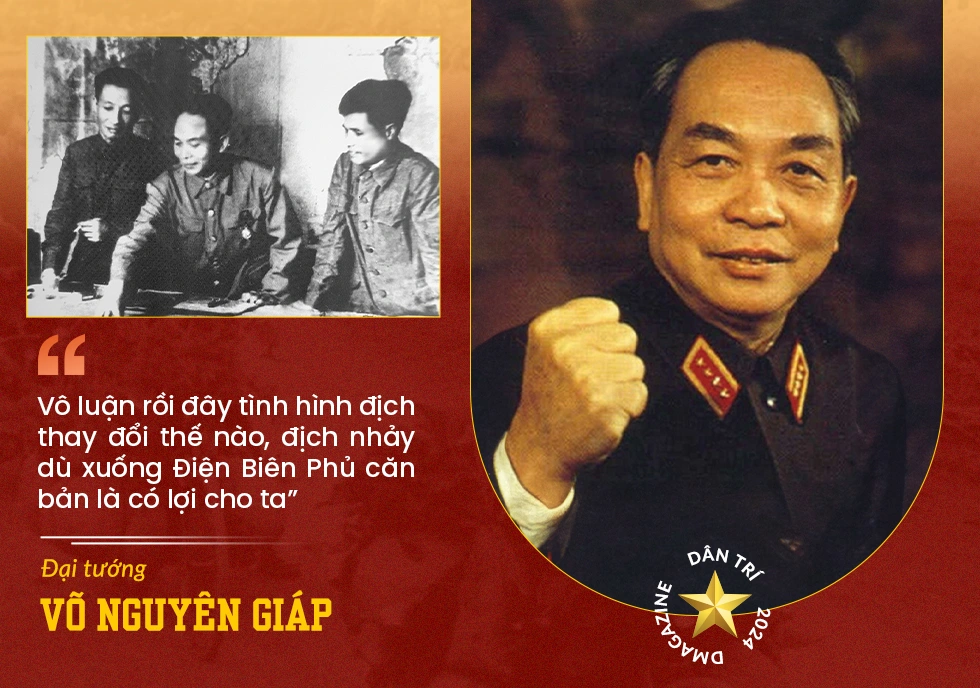 “
Vô luận rồi đây tình hình địch
thay đổi thế nào, địch nhảy
dù xuống Điện Biên Phủ căn
bản là có lợi cho ta”
Đại tướng
VÕ NGUYÊN GIÁP
DÂN TRÍ
2024
DMAGAZINE